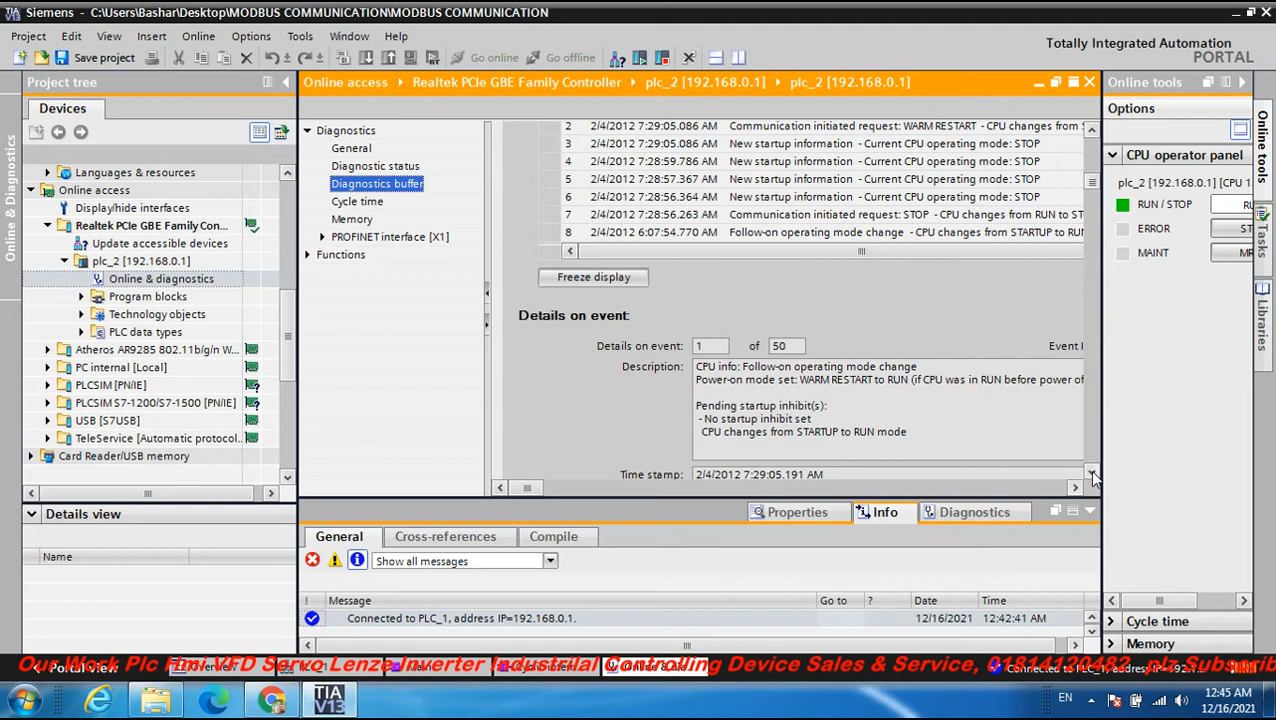 Siemens - C:\Users\Bashar\Desktop\MODBUS COMMUNICATION\MODBUS COMMUNICATION
Project Edit View Insert Online Options Tools Window Help
Totally Integrated Automation
PORTAL
Save project
Go online
Go offline
Project tree
Devices
Online & Diagnostics
Languages & resources
Online access
Display/hide interfaces
Realtek PCIe GBE Family Con...
Update accessible devices
plc_2 [192.168.0.1]
Online & diagnostics
Program blocks
Technology objects
PLC data types
Atheros AR9285 802.11b/g/n W...
PC internal [Local]
PLCSIM [PN/IE]
PLCSIM S7-1200/S7-1500 [PN/IE]
USB [S7USB]
TeleService [Automatic protocol...
Card Reader/USB memory
Details view
Name
Online access Realtek PCIe GBE Family Controller plc_2 [192.168.0.1] plc_2 [192.168.0.1]
Diagnostics
General
Diagnostic status
Diagnostics buffer
Cycle time
Memory
PROFINET interface [X1]
Functions
2 2/4/2012 7:29:05.086 AM Communication initiated request: WARM RESTART - CPU changes from S
3 2/4/2012 7:29:05.086 AM New startup information - Current CPU operating mode: STOP
4 2/4/2012 7:28:59.786 AM New startup information - Current CPU operating mode: STOP
5 2/4/2012 7:28:57.367 AM New startup information - Current CPU operating mode: STOP
6 2/4/2012 7:28:56.364 AM New startup information - Current CPU operating mode: STOP
7 2/4/2012 7:28:56.263 AM Communication initiated request: STOP - CPU changes from RUN to ST
8 2/4/2012 6:07:54.770 AM Follow-on operating mode change - CPU changes from STARTUP to RUN
Freeze display
Details on event:
Details on event: 1 of 50 Event I
Description: CPU info: Follow-on operating mode change
Power-on mode set: WARM RESTART to RUN (if CPU was in RUN before power of
Pending startup inhibit(s):
- No startup inhibit set
CPU changes from STARTUP to RUN mode
Time stamp: 2/4/2012 7:29:05.191 AM
Properties Info Diagnostics
General Cross-references Compile
Show all messages
! Message Go to ? Date Time
Connected to PLC_1, address IP=192.168.0.1. 12/16/2021 12:42:41 AM
Online tools
Options
CPU operator panel
plc_2 [192.168.0.1] [CPU 1
RUN / STOP RU
ERROR ST
MAINT MR
Cycle time
Memory
Online tools
Tasks
Libraries
Portal view
TIA
V13
EN
12:45 AM
12/16/2021